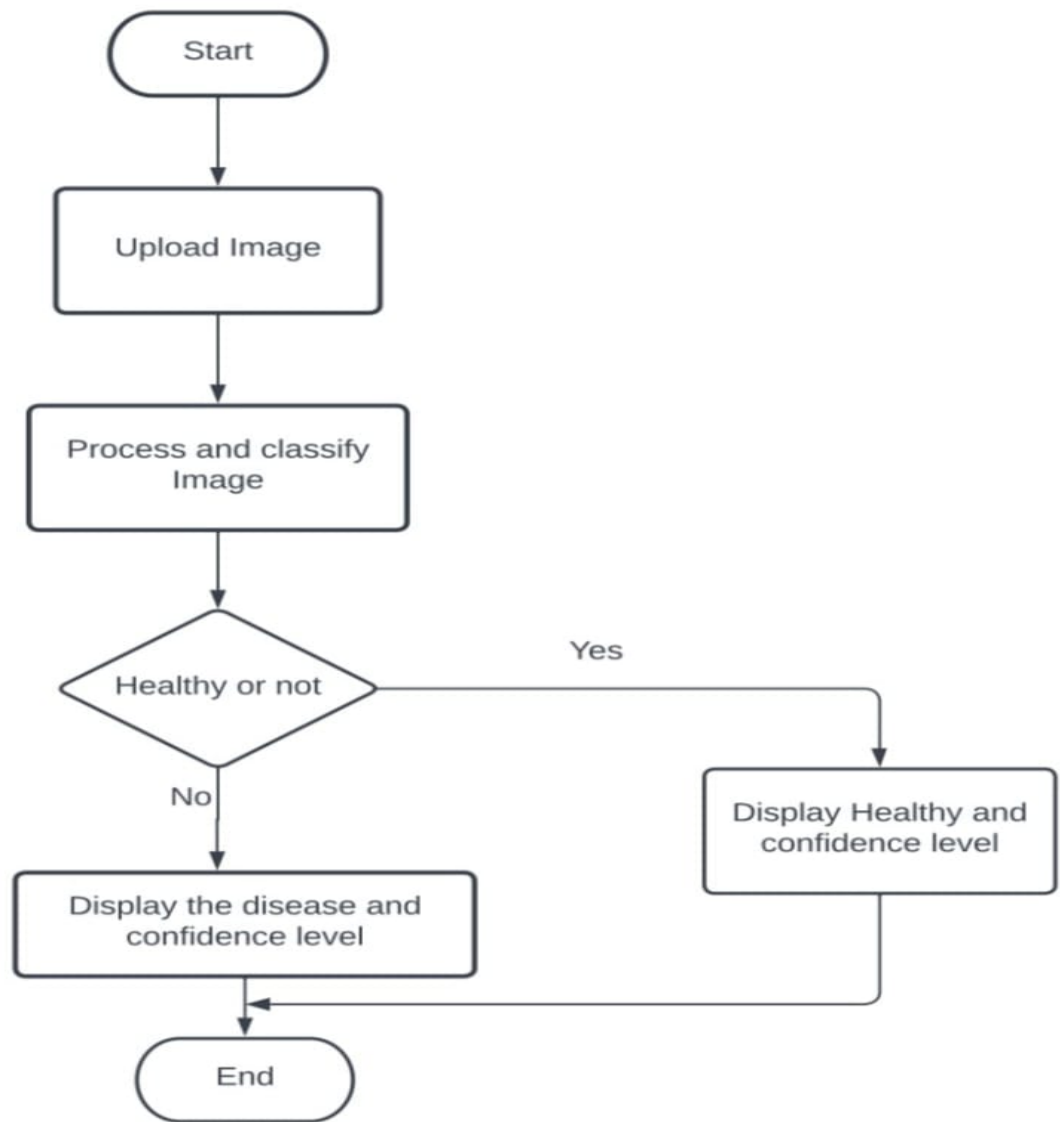 Start
Upload Image
Process and classify
Image
Healthy or not
Yes
No
Display Healthy and
confidence level
Display the disease and
confidence level
End